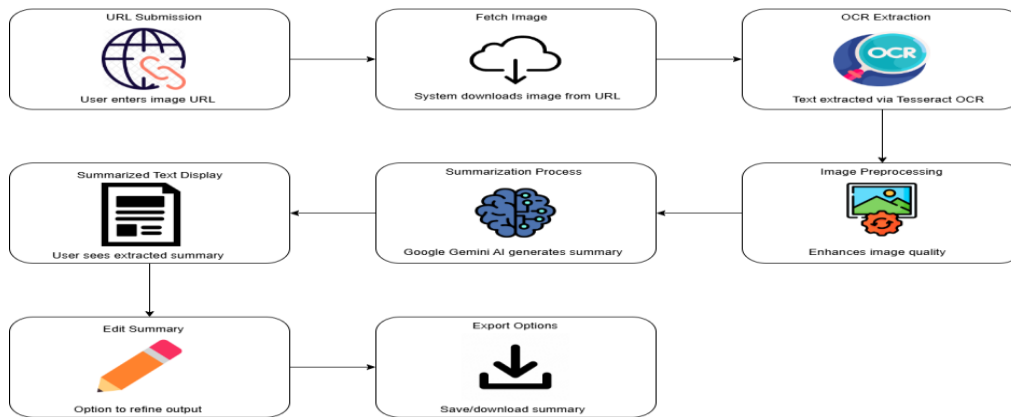 URL Submission
User enters image URL
Fetch Image
System downloads image from URL
OCR Extraction
OCR
Text extracted via Tesseract OCR
Image Preprocessing
Enhances image quality
Summarization Process
Google Gemini AI generates summary
Summarized Text Display
User sees extracted summary
Edit Summary
Option to refine output
Export Options
Save/download summary